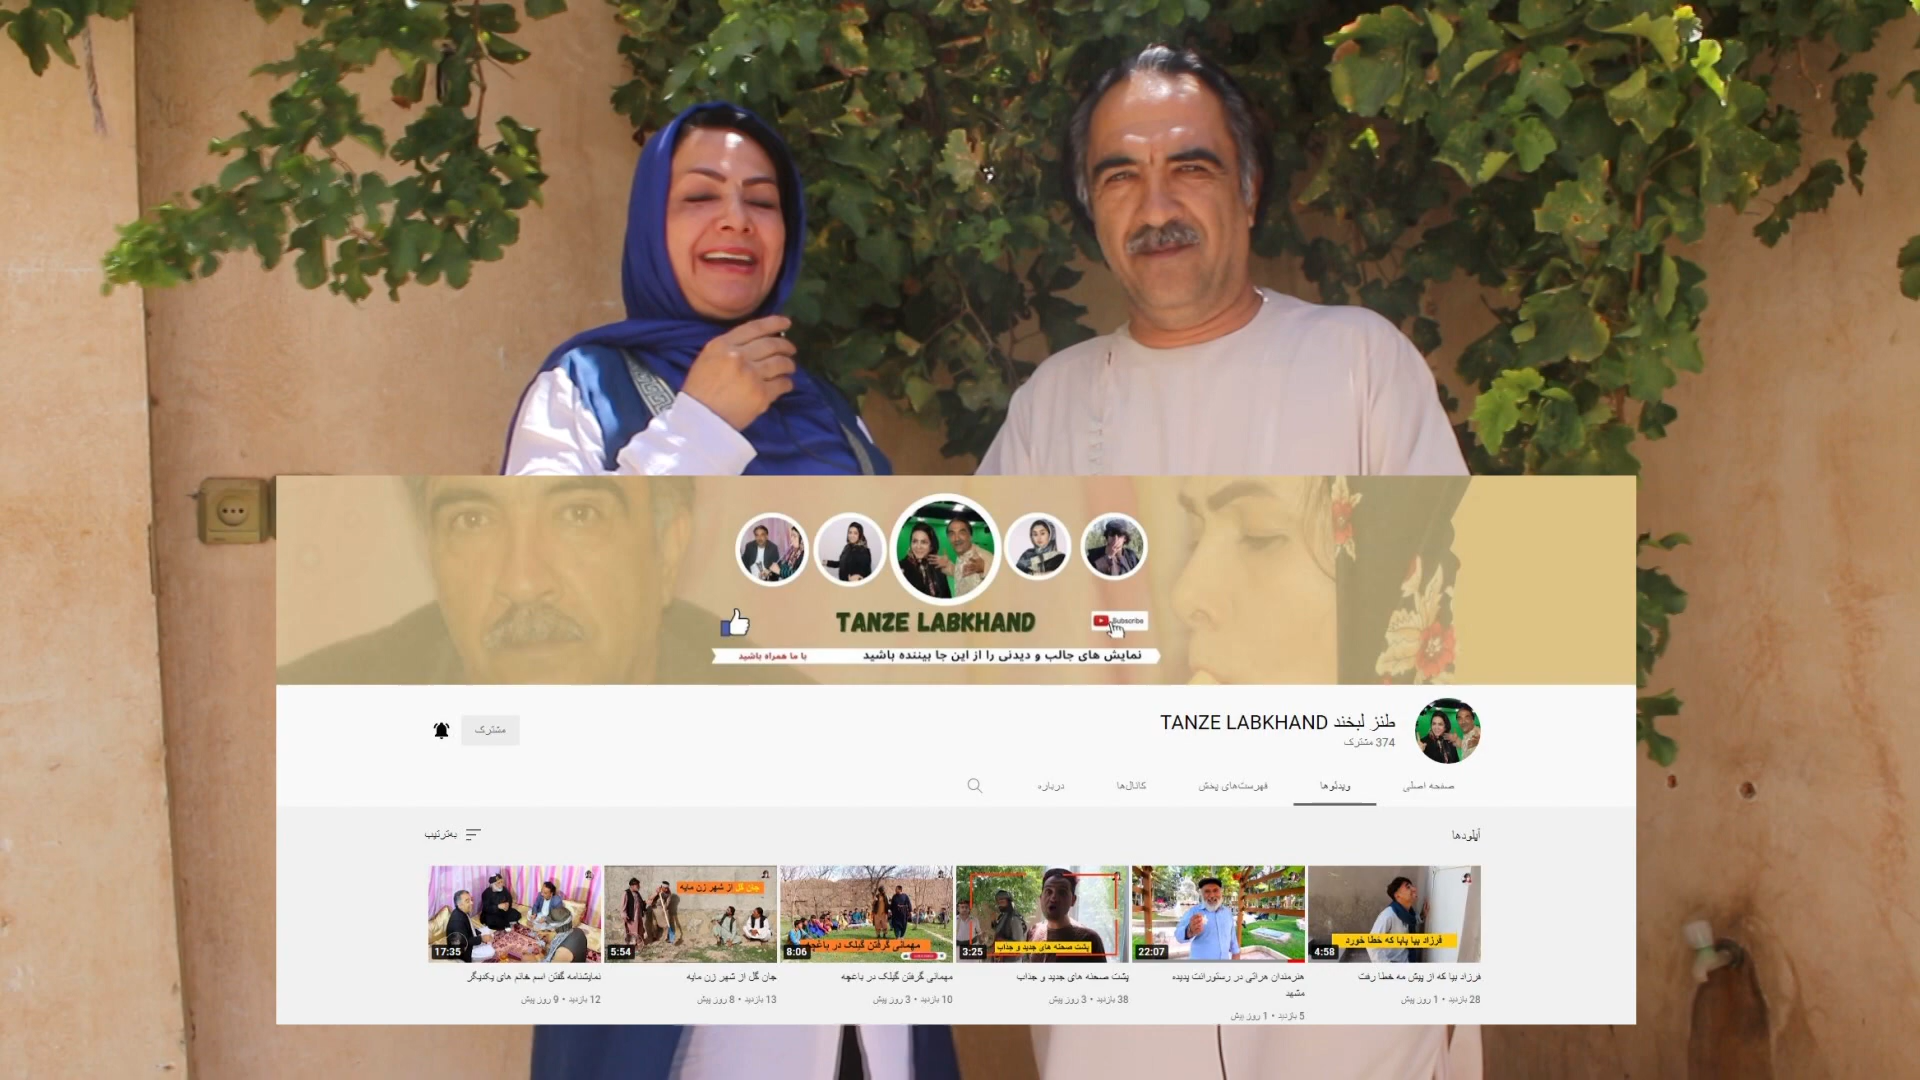 TANZE LABKHAND
Subscribe
نمایش های جالب و دیدنی را از این جا بیننده باشید
با ما همراه باشید
طنز لبخند TANZE LABKHAND
374 مشترک
مشترک
صفحه اصلی
ویدئوها
فهرست‌های پخش
کانال‌ها
درباره
آپلودها
به‌ترتیب
فرزاد بیا پاپا که خطا خورد
4:58
22:07
پشت صحنه های جدید و جذاب
3:25
مهمانی گرفتن گیلک در باغچه
8:06
جان گل از شهر زن مایه
5:54
17:35
فرزاد بیا که از پیش مه خطا رفت
28 بازدید • 1 روز پیش
هنرمندان هراتی در رستورانت پدیده
مشهد
5 بازدید • 1 روز پیش
پشت صحنه های جدید و جذاب
38 بازدید • 3 روز پیش
مهمانی گرفتن گیلک در باغچه
10 بازدید • 3 روز پیش
جان گل از شهر زن مایه
13 بازدید • 8 روز پیش
نمایشنامه گفتن اسم خانم های یکدیگر
12 بازدید • 9 روز پیش